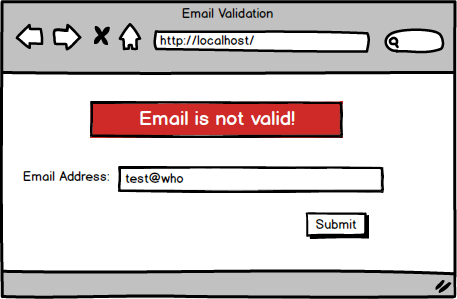 Email Validation
http://localhost/
Email is not valid!
Email Address: test@who
Submit